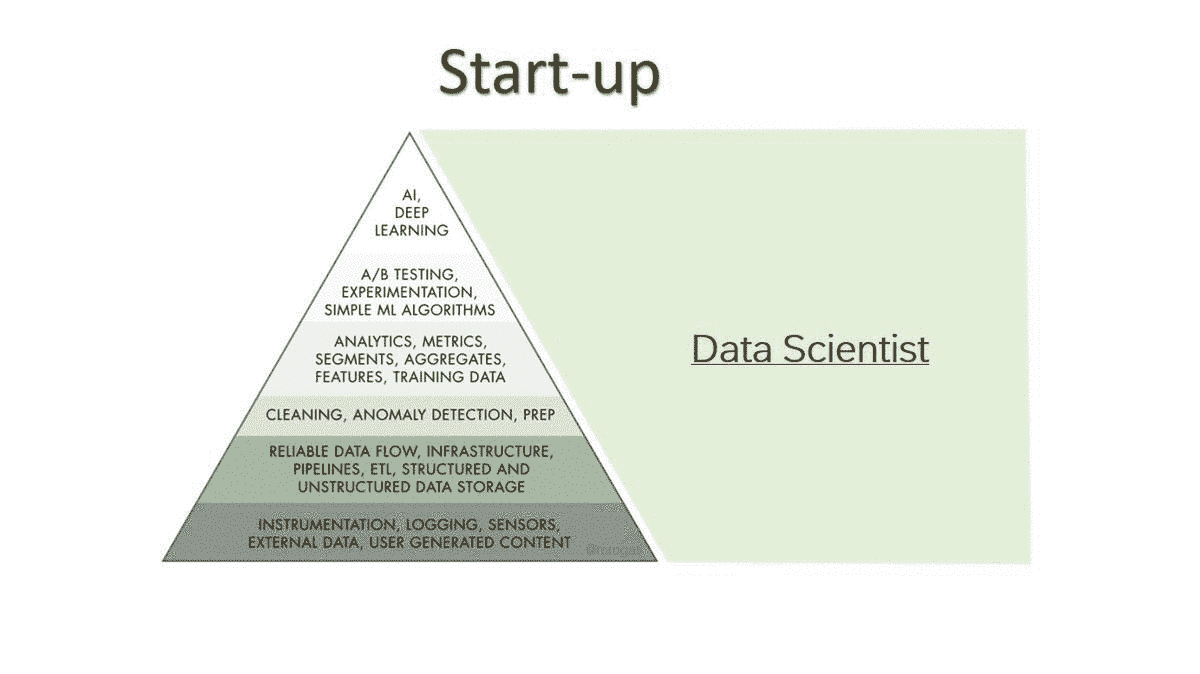 Start-up
AI,
DEEP
LEARNING
A/B TESTING,
EXPERIMENTATION,
SIMPLE ML ALGORITHMS
ANALYTICS, METRICS,
SEGMENTS, AGGREGATES,
FEATURES, TRAINING DATA
CLEANING, ANOMALY DETECTION, PREP
RELIABLE DATA FLOW, INFRASTRUCTURE,
PIPELINES, ETL, STRUCTURED AND
UNSTRUCTURED DATA STORAGE
INSTRUMENTATION, LOGGING, SENSORS,
EXTERNAL DATA, USER GENERATED CONTENT
Data Scientist